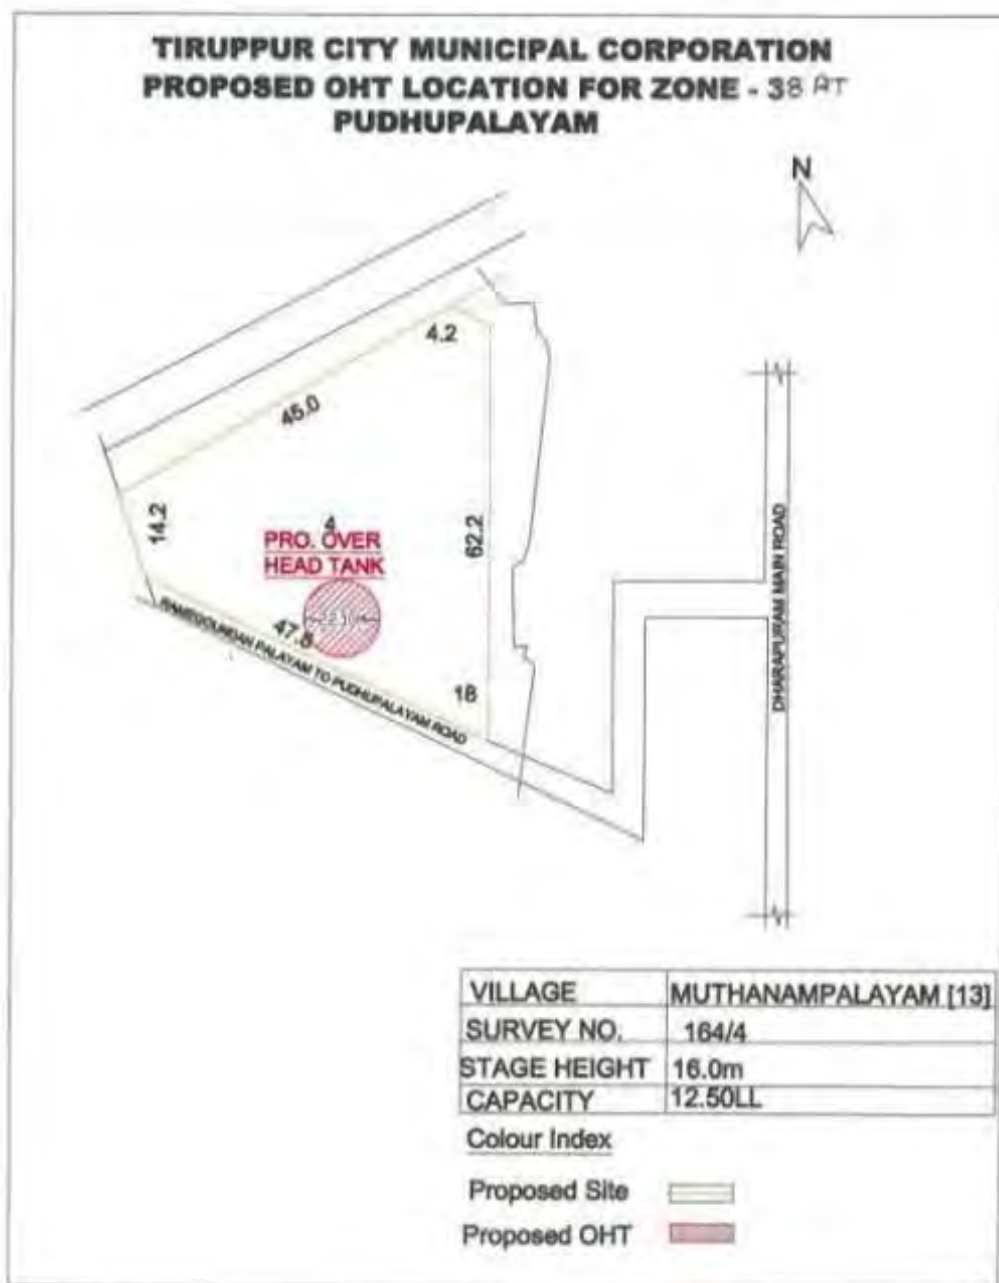 TIRUPPUR CITY MUNICIPAL CORPORATION
PROPOSED OHT LOCATION FOR ZONE - 38 AT
PUDHUPALAYAM
N
4.2
45.0
14.2
4
62.2
PRO. OVER
HEAD TANK
47.8
18
RAMEGOUNDAN PALAYAM TO PUDHUPALAYAM ROAD
DHARAPURAM MAIN ROAD
VILLAGE MUTHANAMPALAYAM [13]
SURVEY NO. 164/4
STAGE HEIGHT 16.0m
CAPACITY 12.50LL
Colour Index
Proposed Site
Proposed OHT